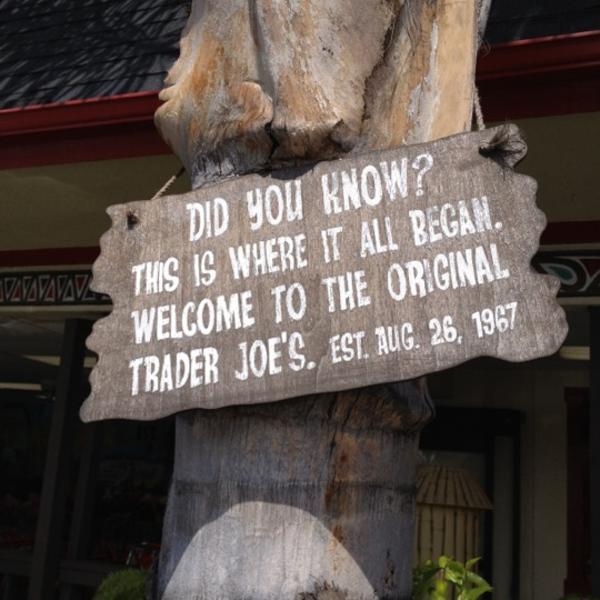 DID YOU KNOW?
THIS IS WHERE IT ALL BEGAN.
WELCOME TO THE ORIGINAL
TRADER JOE'S. EST. AUG. 26, 1967